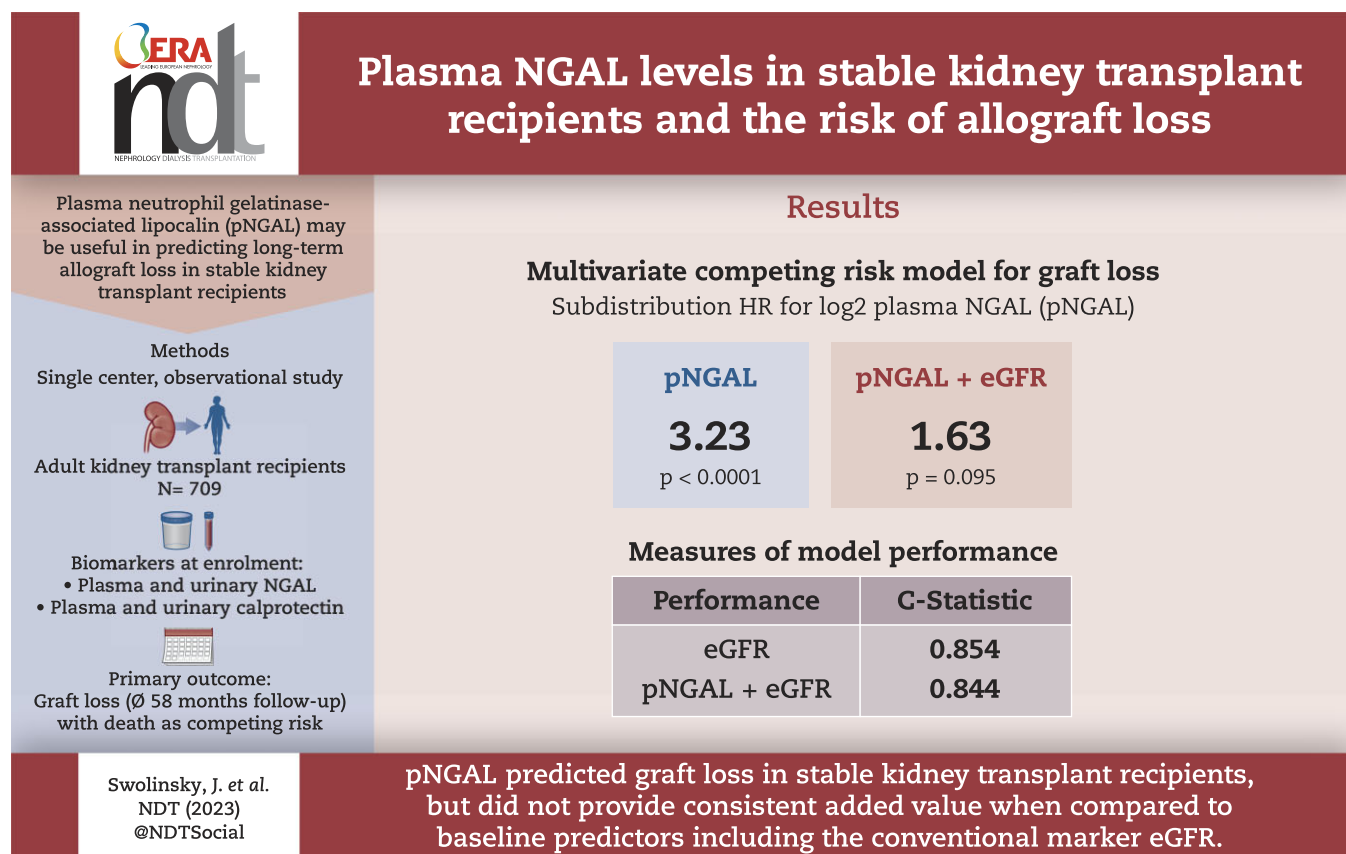 ERA
LEADING EUROPEAN NEPHROLOGY
ndt
NEPHROLOGY DIALYSIS TRANSPLANTATION
Plasma NGAL levels in stable kidney transplant
recipients and the risk of allograft loss
Plasma neutrophil gelatinase-
associated lipocalin (pNGAL) may
be useful in predicting long-term
allograft loss in stable kidney
transplant recipients
Methods
Single center, observational study
Adult kidney transplant recipients
N= 709
Biomarkers at enrolment:
• Plasma and urinary NGAL
• Plasma and urinary calprotectin
Primary outcome:
Graft loss (Ø 58 months follow-up)
with death as competing risk
Results
Multivariate competing risk model for graft loss
Subdistribution HR for log2 plasma NGAL (pNGAL)
pNGAL
3.23
p < 0.0001
pNGAL + eGFR
1.63
p = 0.095
Measures of model performance
Performance C-Statistic
eGFR 0.854
pNGAL + eGFR 0.844
Swolinsky, J. et al.
NDT (2023)
@NDTSocial
pNGAL predicted graft loss in stable kidney transplant recipients,
but did not provide consistent added value when compared to
baseline predictors including the conventional marker eGFR.